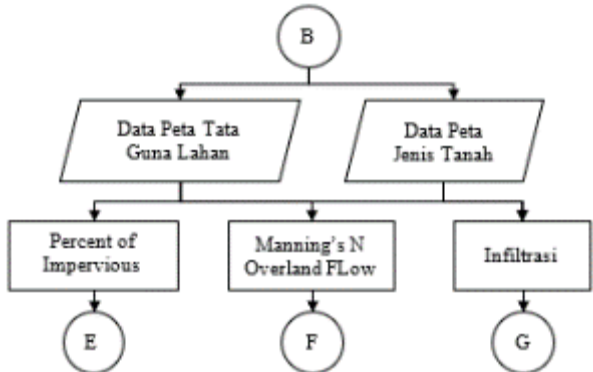 B
Data Peta Tata
Guna Lahan
Data Peta
Jenis Tanah
Percent of
Impervious
Manning's N
Overland FLow
Infiltrasi
E
F
G